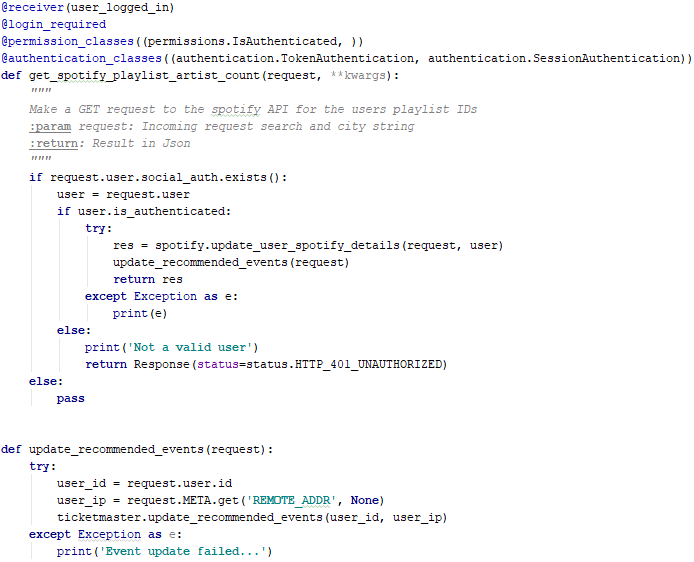 @receiver(user_logged_in)
@login_required
@permission_classes((permissions.IsAuthenticated, ))
@authentication_classes((authentication.TokenAuthentication, authentication.SessionAuthentication))
def get_spotify_playlist_artist_count(request, **kwargs):
    """
    Make a GET request to the spotify API for the users playlist IDs
    :param request: Incoming request search and city string
    :return: Result in Json
    """
    if request.user.social_auth.exists():
        user = request.user
        if user.is_authenticated:
            try:
                res = spotify.update_user_spotify_details(request, user)
                update_recommended_events(request)
                return res
            except Exception as e:
                print(e)
        else:
            print('Not a valid user')
            return Response(status=status.HTTP_401_UNAUTHORIZED)
    else:
        pass


def update_recommended_events(request):
    try:
        user_id = request.user.id
        user_ip = request.META.get('REMOTE_ADDR', None)
        ticketmaster.update_recommended_events(user_id, user_ip)
    except Exception as e:
        print('Event update failed...')